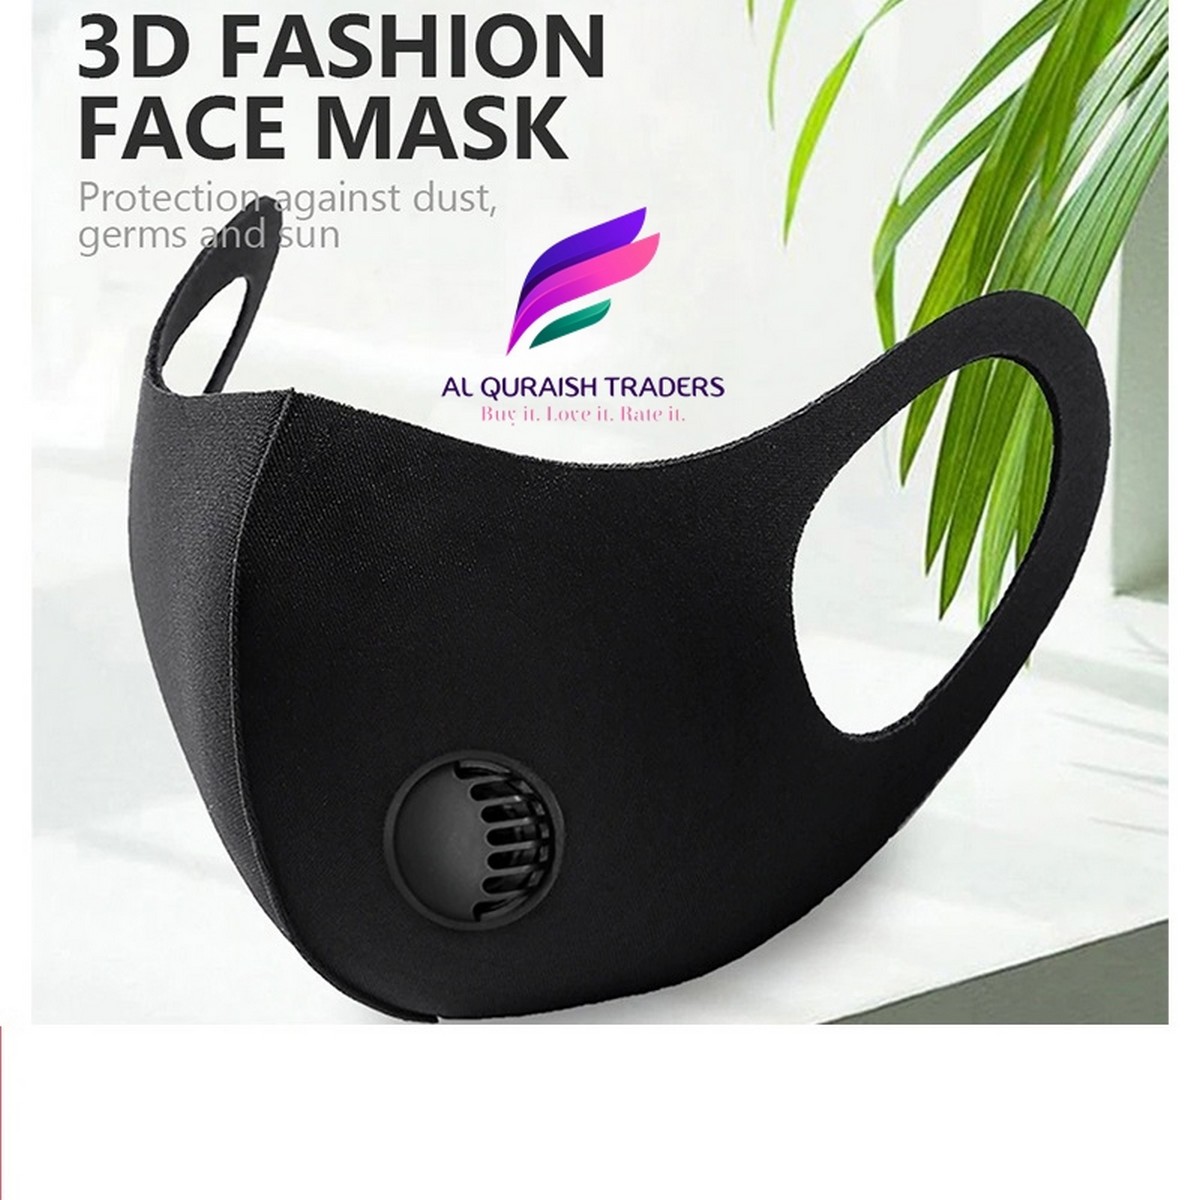 3D FASHION
FACE MASK
Protection against dust,
germs and sun
AL QURAISH TRADERS
Buy it. Love it. Rate it.